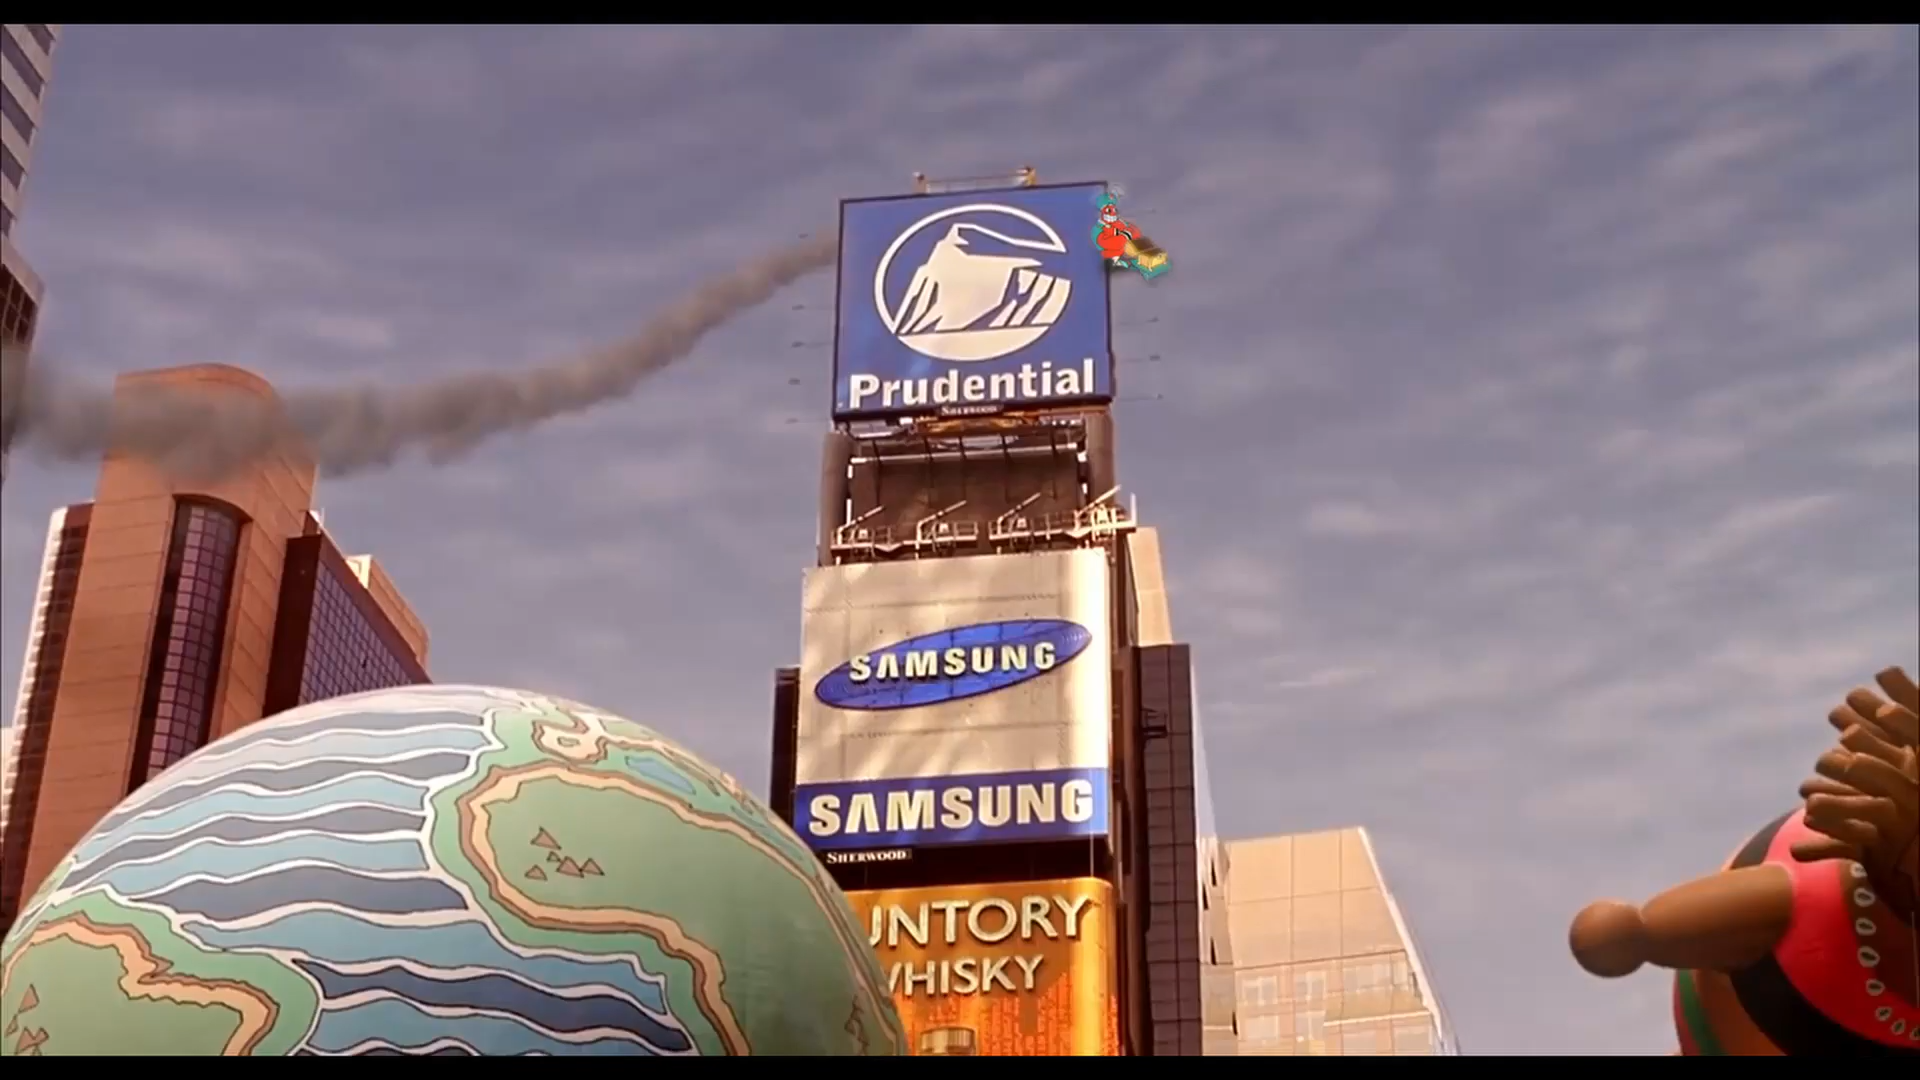 Prudential
SHERWOOD
SAMSUNG
SAMSUNG
SHERWOOD
UNTORY
WHISKY